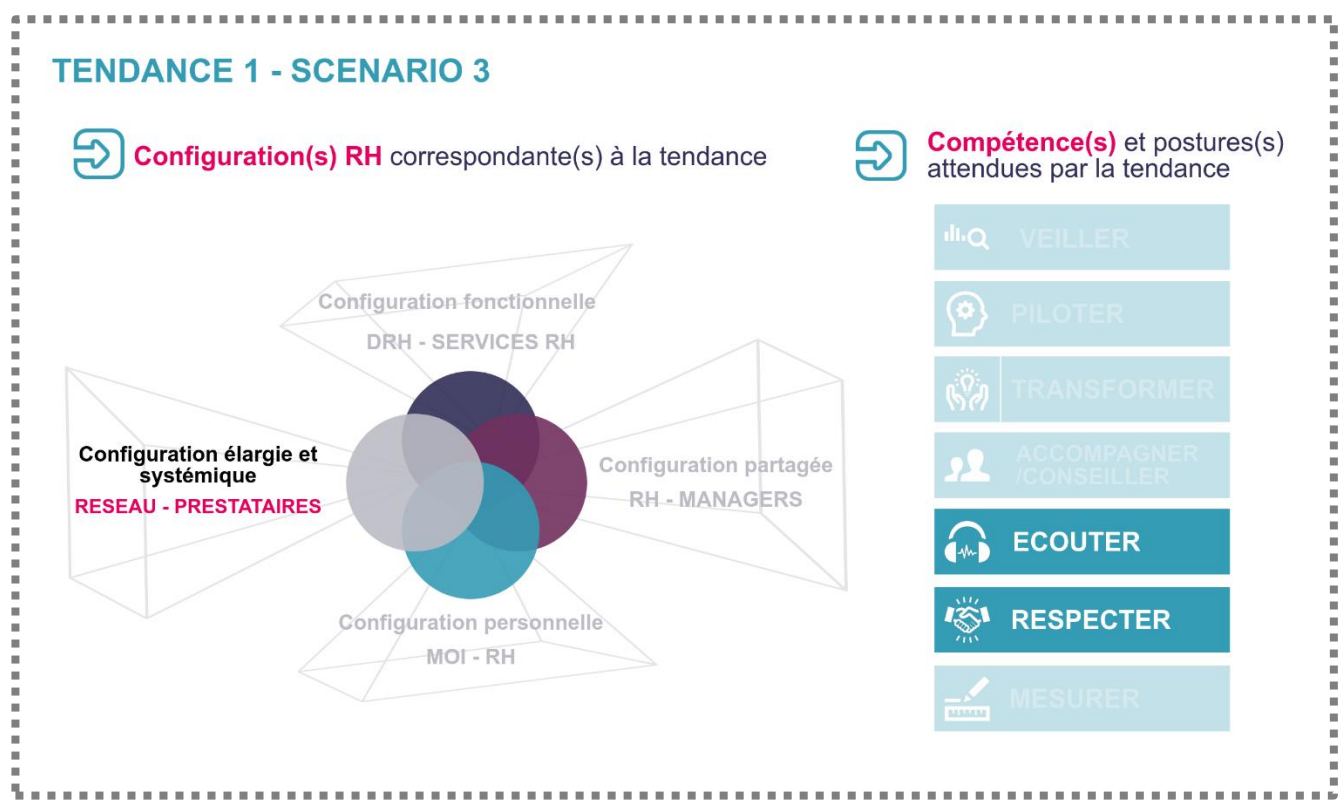 TENDANCE 1 - SCENARIO 3
Configuration(s) RH correspondante(s) à la tendance
Compétence(s) et postures(s)
attendues par la tendance
Configuration fonctionnelle
DRH - SERVICES RH
Configuration élargie et
systémique
RESEAU - PRESTATAIRES
Configuration partagée
RH - MANAGERS
Configuration personnelle
MOI - RH
VEILLER
PILOTER
TRANSFORMER
ACCOMPAGNER
/CONSEILLER
ECOUTER
RESPECTER
MESURER